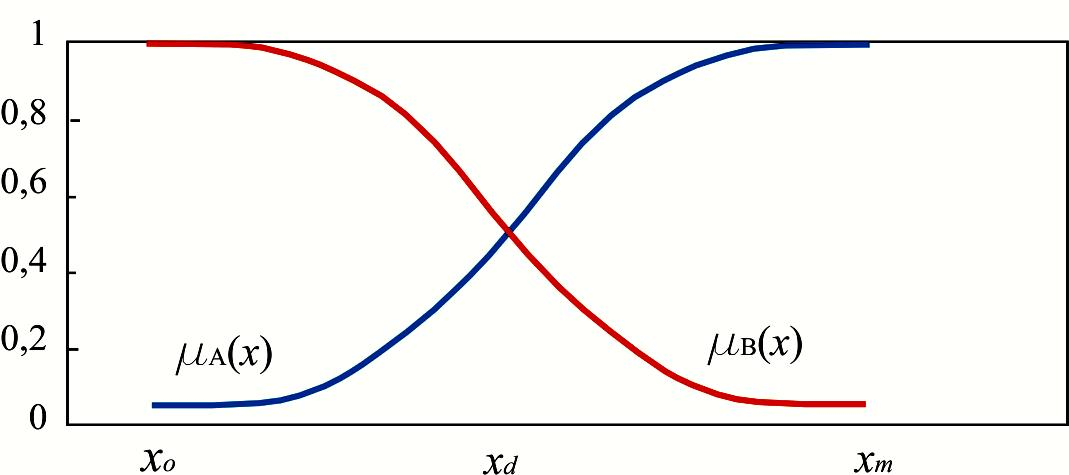 1
0,8
0,6
0,4
0,2
0
μA(x)
μB(x)
xo xd xm